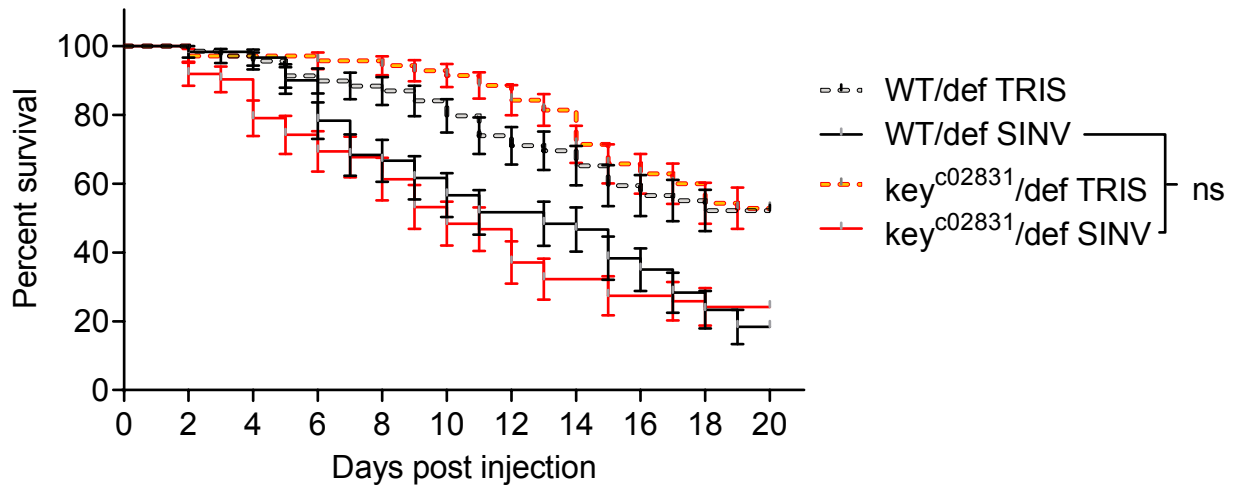 Percent survival
100
80
60
40
20
0
0 2 4 6 8 10 12 14 16 18 20
Days post injection
WT/def TRIS
WT/def SINV
key^c02831/def TRIS
key^c02831/def SINV
ns